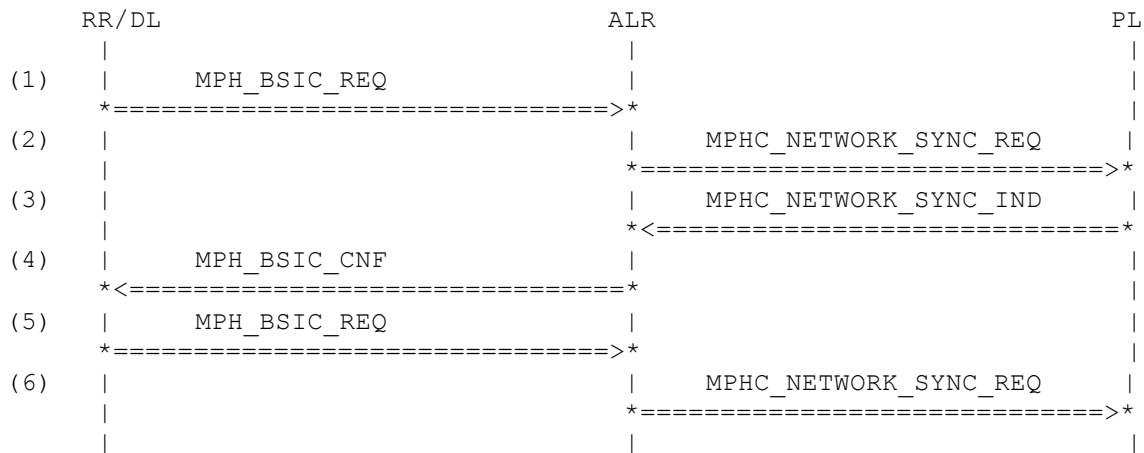 RR/DL ALR PL
(1) MPH_BSIC_REQ
(2) MPHC_NETWORK_SYNC_REQ
(3) MPHC_NETWORK_SYNC_IND
(4) MPH_BSIC_CNF
(5) MPH_BSIC_REQ
(6) MPHC_NETWORK_SYNC_REQ